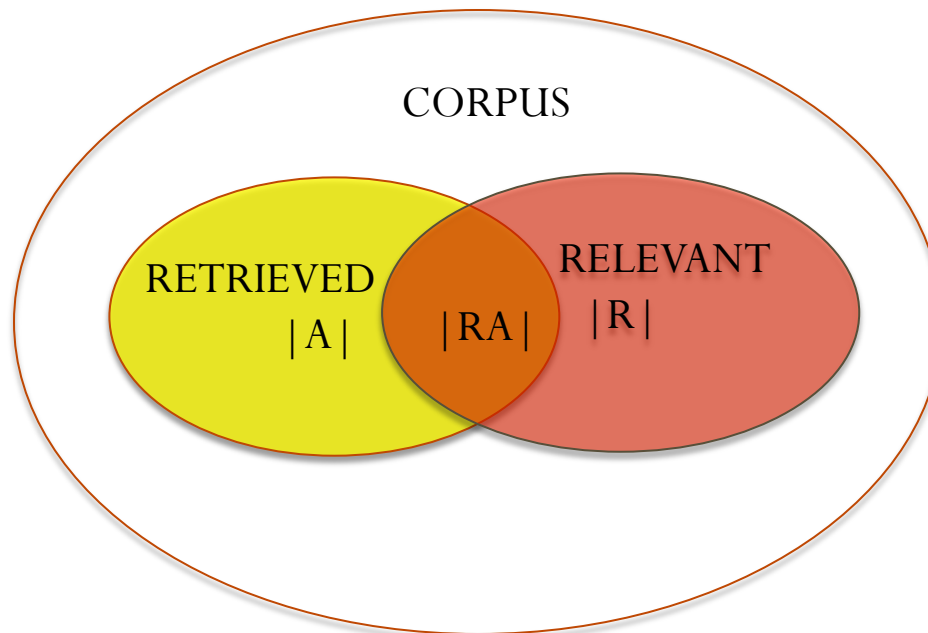 CORPUS
RETRIEVED
|A|
|RA|
RELEVANT
|R|